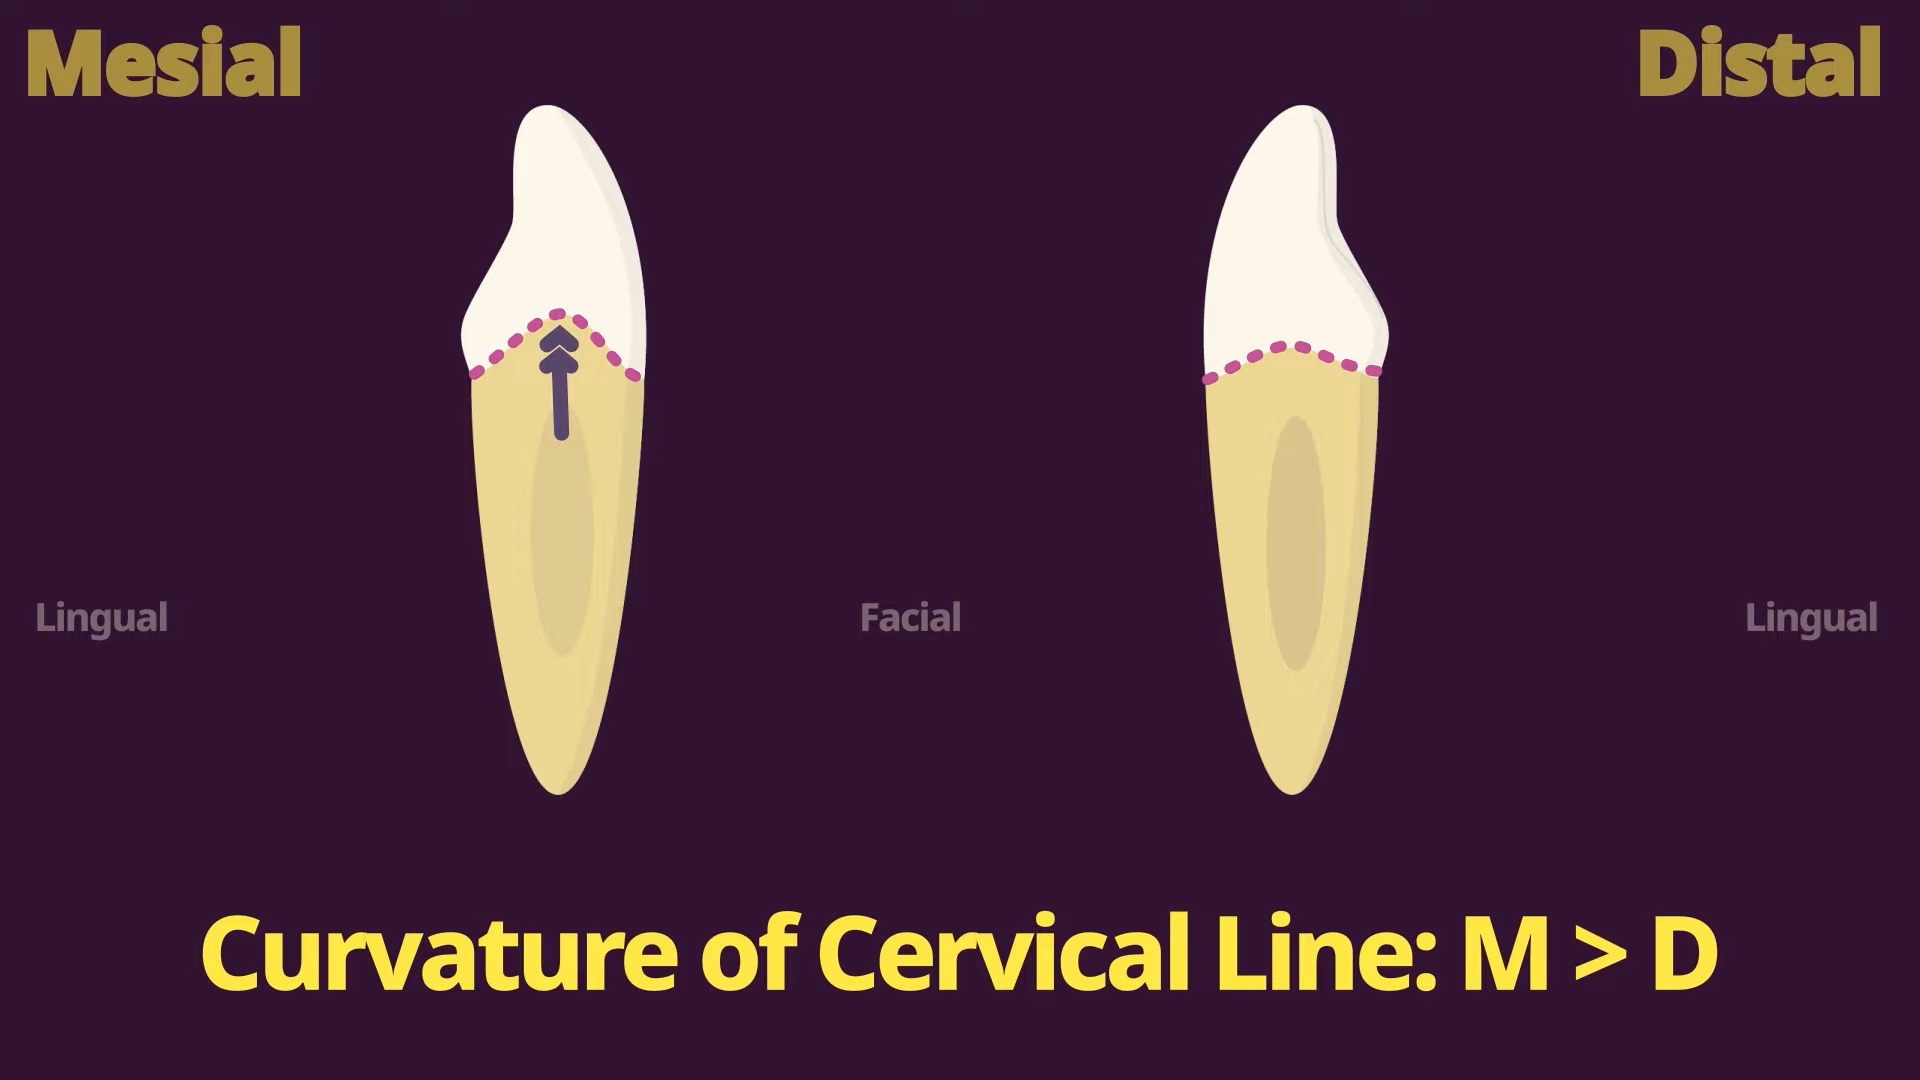 Mesial
Distal
Lingual
Facial
Lingual
Curvature of Cervical Line: M > D